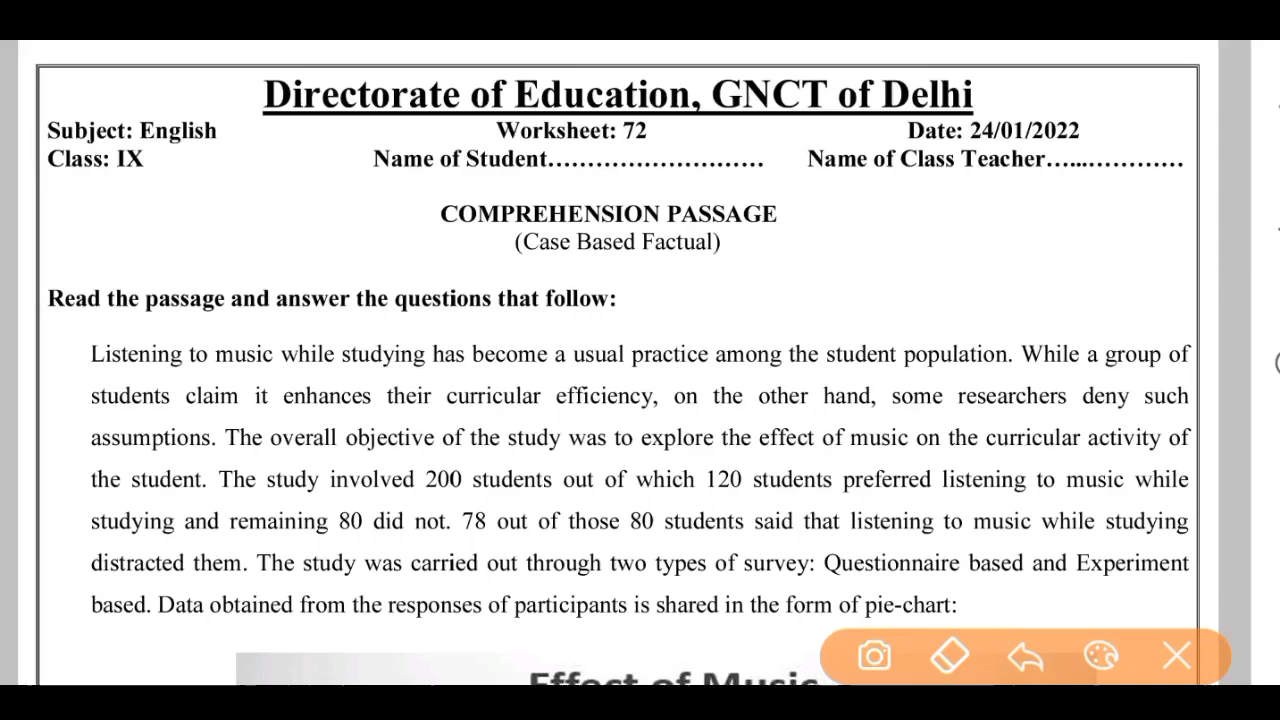 Directorate of Education, GNCT of Delhi
Subject: English Worksheet: 72 Date: 24/01/2022
Class: IX Name of Student……………………… Name of Class Teacher…...…………
COMPREHENSION PASSAGE
(Case Based Factual)
Read the passage and answer the questions that follow:
Listening to music while studying has become a usual practice among the student population. While a group of
students claim it enhances their curricular efficiency, on the other hand, some researchers deny such
assumptions. The overall objective of the study was to explore the effect of music on the curricular activity of
the student. The study involved 200 students out of which 120 students preferred listening to music while
studying and remaining 80 did not. 78 out of those 80 students said that listening to music while studying
distracted them. The study was carried out through two types of survey: Questionnaire based and Experiment
based. Data obtained from the responses of participants is shared in the form of pie-chart:
Effect of Music